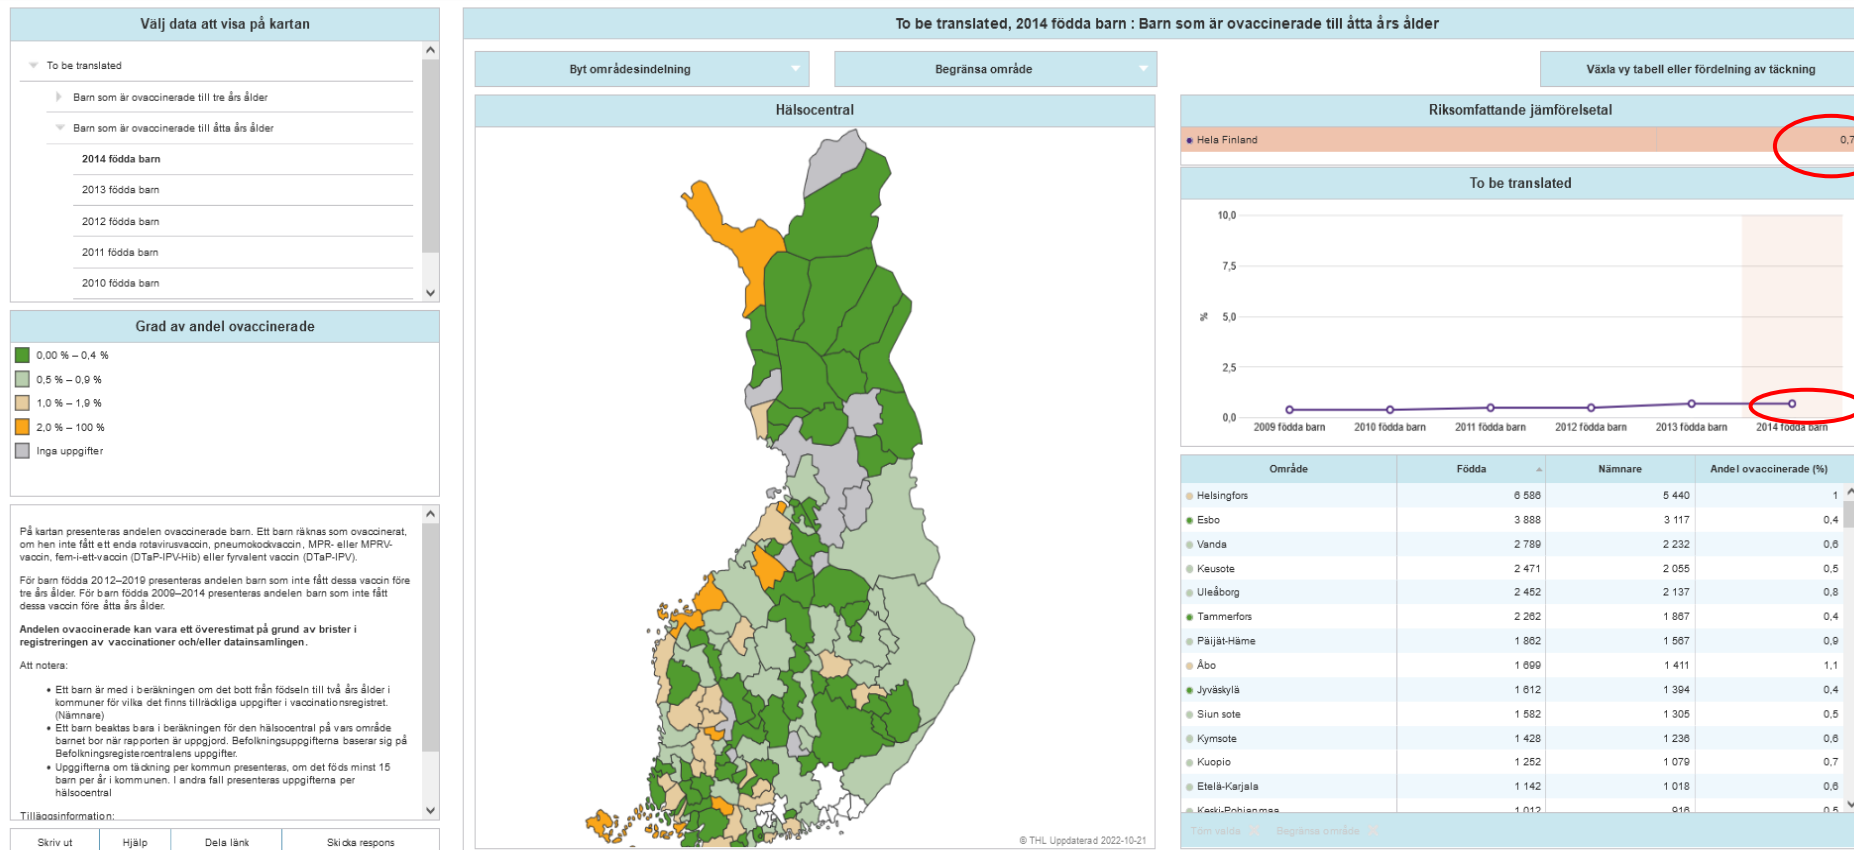 Välj data att visa på kartan
To be translated
Barn som är ovaccinerade till tre års ålder
Barn som är ovaccinerade till åtta års ålder
2014 födda barn
2013 födda barn
2012 födda barn
2011 födda barn
2010 födda barn
Grad av andel ovaccinerade
0,00 % – 0,4 %
0,5 % – 0,9 %
1,0 % – 1,9 %
2,0 % – 100 %
Inga uppgifter
På kartan presenteras andelen ovaccinerade barn. Ett barn räknas som ovaccinerat,
om hen inte fått ett enda rotavirusvaccin, pneumokockvaccin, MPR- eller MPRV-
vaccin, fem-i-ett-vaccin (DTaP-IPV-Hib) eller fyrvalent vaccin (DTaP-IPV).
För barn födda 2012–2019 presenteras andelen barn som inte fått dessa vaccin före
tre års ålder. För barn födda 2009–2014 presenteras andelen barn som inte fått
dessa vaccin före åtta års ålder.
Andelen ovaccinerade kan vara ett överestimat på grund av brister i
registreringen av vaccinationer och/eller datainsamlingen.
Att notera:
• Ett barn är med i beräkningen om det bott från födseln till två års ålder i
kommuner för vilka det finns tillräckliga uppgifter i vaccinationsregistret.
(Nämnare)
• Ett barn beaktas bara i beräkningen för den hälsocentral på vars område
barnet bor när rapporten är uppgjord. Befolkningsuppgifterna baserar sig på
Befolkningsregistercentralens uppgifter.
• Uppgifterna om täckning per kommun presenteras, om det föds minst 15
barn per år i kommunen. I andra fall presenteras uppgifterna per
hälsocentral
Tilläggsinformation:
Skriv ut Hjälp Dela länk Skicka respons
To be translated, 2014 födda barn : Barn som är ovaccinerade till åtta års ålder
Byt områdesindelning Begränsa område Växla vy tabell eller fördelning av täckning
Hälsocentral
© THL Uppdaterad 2022-10-21
Riksomfattande jämförelsetal
Hela Finland 0,7
To be translated
10,0
7,5
%
5,0
2,5
0,0
2009 födda barn 2010 födda barn 2011 födda barn 2012 födda barn 2013 födda barn 2014 födda barn
Område Födda Nämnare Andel ovaccinerade (%)
Helsingfors 6 586 5 440 1
Esbo 3 888 3 117 0,4
Vanda 2 789 2 232 0,6
Keusote 2 471 2 055 0,5
Uleåborg 2 452 2 137 0,8
Tammerfors 2 262 1 867 0,4
Päijät-Häme 1 862 1 567 0,9
Åbo 1 699 1 411 1,1
Jyväskylä 1 612 1 394 0,4
Siun sote 1 582 1 305 0,5
Kymsote 1 428 1 236 0,6
Kuopio 1 252 1 079 0,7
Etelä-Karjala 1 142 1 018 0,6
Keski-Pohjanmaa 1 012 916 0,5
Töm valda Begränsa område